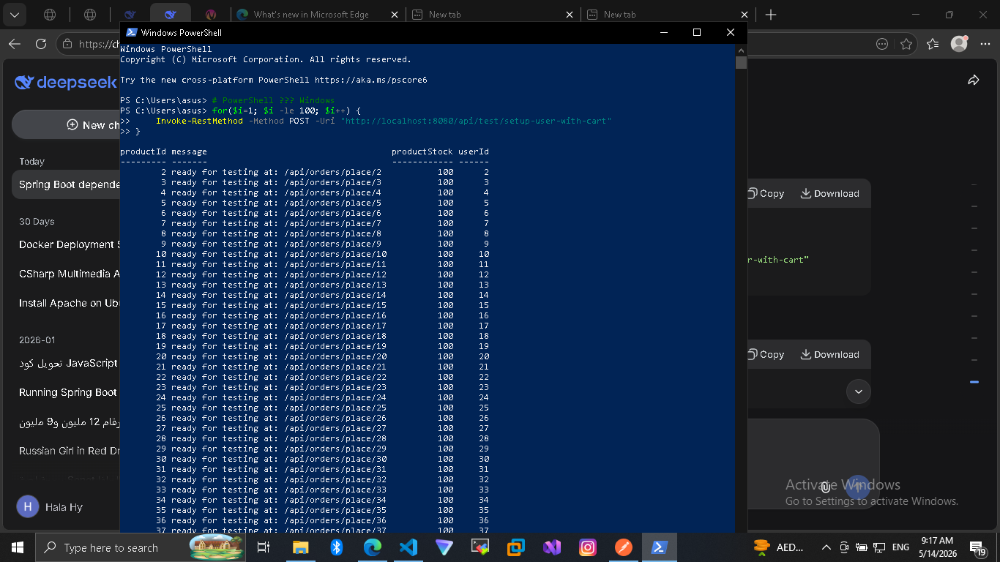 What's new in Microsoft Edge
New tab
New tab
https://ch
Windows PowerShell
Windows PowerShell
Copyright (C) Microsoft Corporation. All rights reserved.
Try the new cross-platform PowerShell https://aka.ms/pscore6
PS C:\Users\asus> # PowerShell ??? Windows
PS C:\Users\asus> for($i=1; $i -le 100; $i++) {
>>     Invoke-RestMethod -Method POST -Uri "http://localhost:8080/api/test/setup-user-with-cart"
>> }
productId message productStock userId
--------- ------- ------------ ------
2 ready for testing at: /api/orders/place/2 100 2
3 ready for testing at: /api/orders/place/3 100 3
4 ready for testing at: /api/orders/place/4 100 4
5 ready for testing at: /api/orders/place/5 100 5
6 ready for testing at: /api/orders/place/6 100 6
7 ready for testing at: /api/orders/place/7 100 7
8 ready for testing at: /api/orders/place/8 100 8
9 ready for testing at: /api/orders/place/9 100 9
10 ready for testing at: /api/orders/place/10 100 10
11 ready for testing at: /api/orders/place/11 100 11
12 ready for testing at: /api/orders/place/12 100 12
13 ready for testing at: /api/orders/place/13 100 13
14 ready for testing at: /api/orders/place/14 100 14
15 ready for testing at: /api/orders/place/15 100 15
16 ready for testing at: /api/orders/place/16 100 16
17 ready for testing at: /api/orders/place/17 100 17
18 ready for testing at: /api/orders/place/18 100 18
19 ready for testing at: /api/orders/place/19 100 19
20 ready for testing at: /api/orders/place/20 100 20
21 ready for testing at: /api/orders/place/21 100 21
22 ready for testing at: /api/orders/place/22 100 22
23 ready for testing at: /api/orders/place/23 100 23
24 ready for testing at: /api/orders/place/24 100 24
25 ready for testing at: /api/orders/place/25 100 25
26 ready for testing at: /api/orders/place/26 100 26
27 ready for testing at: /api/orders/place/27 100 27
28 ready for testing at: /api/orders/place/28 100 28
29 ready for testing at: /api/orders/place/29 100 29
30 ready for testing at: /api/orders/place/30 100 30
31 ready for testing at: /api/orders/place/31 100 31
32 ready for testing at: /api/orders/place/32 100 32
33 ready for testing at: /api/orders/place/33 100 33
34 ready for testing at: /api/orders/place/34 100 34
35 ready for testing at: /api/orders/place/35 100 35
36 ready for testing at: /api/orders/place/36 100 36
37 ready for testing at: /api/orders/place/37 100 37
deepseek
New ch
Today
Spring Boot depende
30 Days
Docker Deployment S
CSharp Multimedia A
Install Apache on Ubu
2026-01
تحويل كود JavaScript
Running Spring Boot
رقام 12 مليون و9 مليون
Russian Girl in Red Dr
H
Hala Hy
Copy
Download
r-with-cart"
Copy
Download
Activate Windows
Go to Settings to activate Windows.
Type here to search
AED...
ENG
9:17 AM
5/14/2026
19